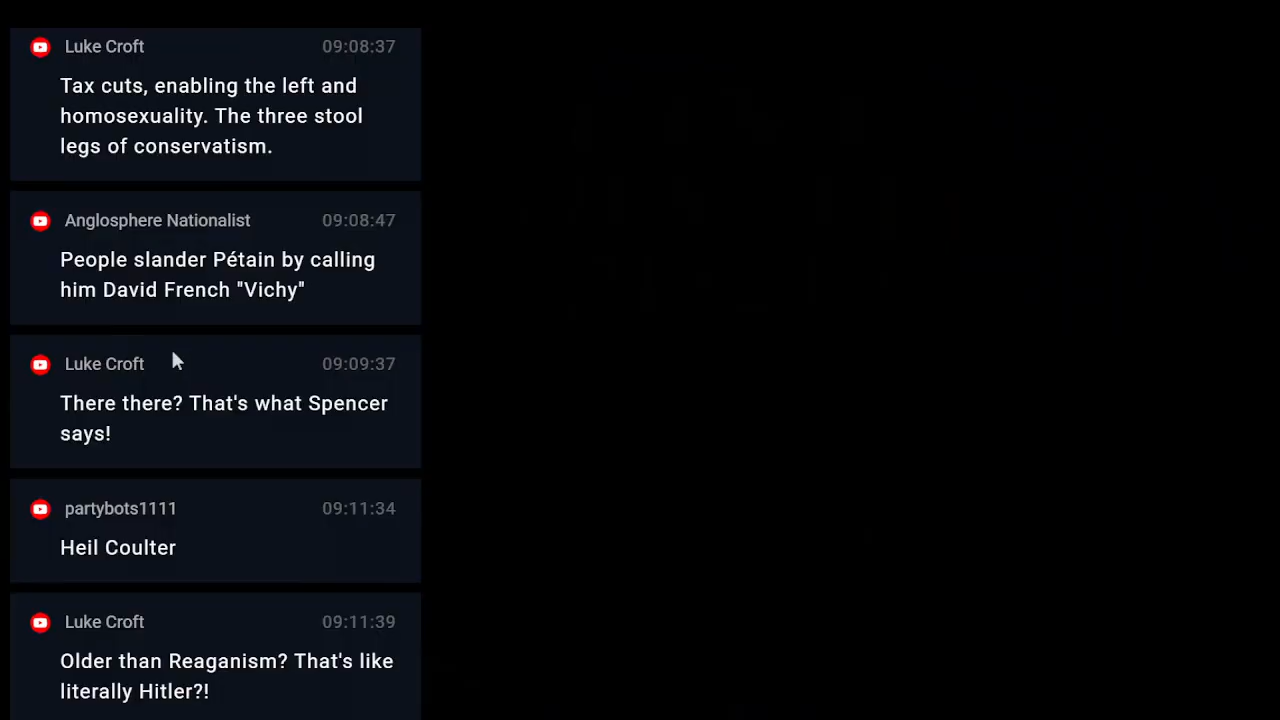 Luke Croft 09:08:37
Tax cuts, enabling the left and
homosexuality. The three stool
legs of conservatism.
Anglosphere Nationalist 09:08:47
People slander Pétain by calling
him David French "Vichy"
Luke Croft 09:09:37
There there? That's what Spencer
says!
partybots1111 09:11:34
Heil Coulter
Luke Croft 09:11:39
Older than Reaganism? That's like
literally Hitler?!